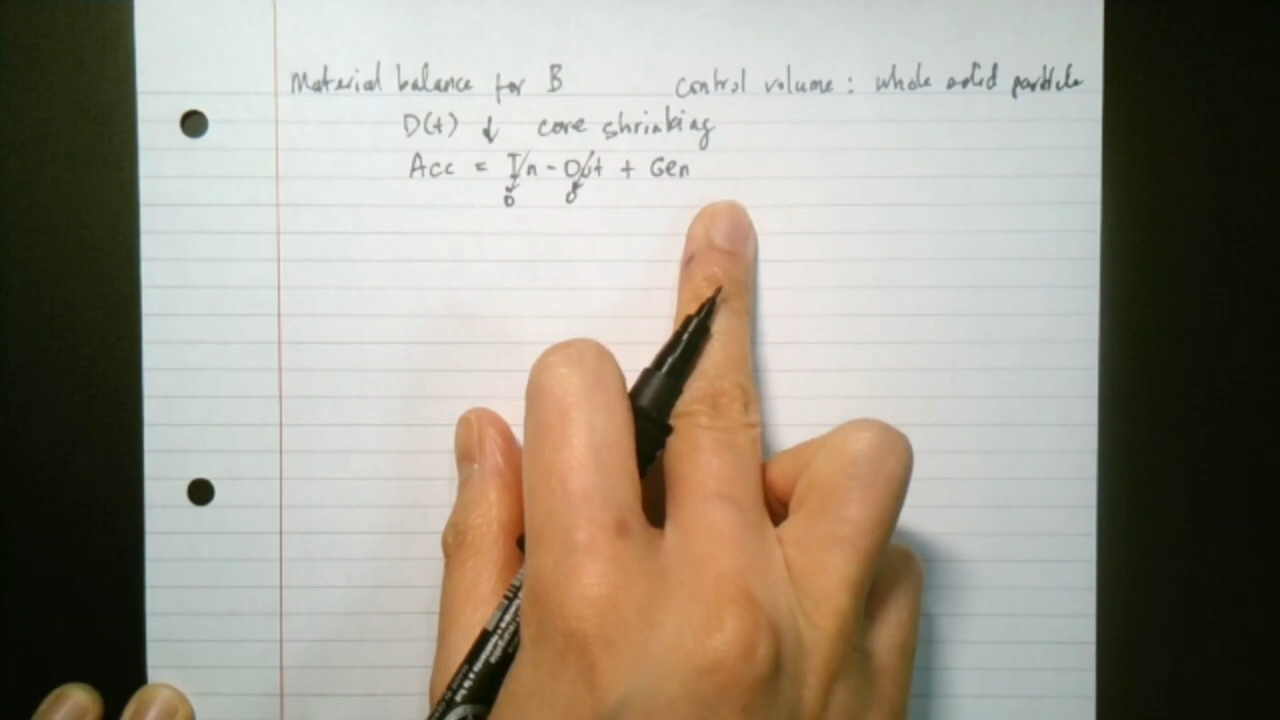 Material balance for B control volume: whole solid particle
D(t) ↓ core shrinking
Acc = In - Out + Gen
0 0